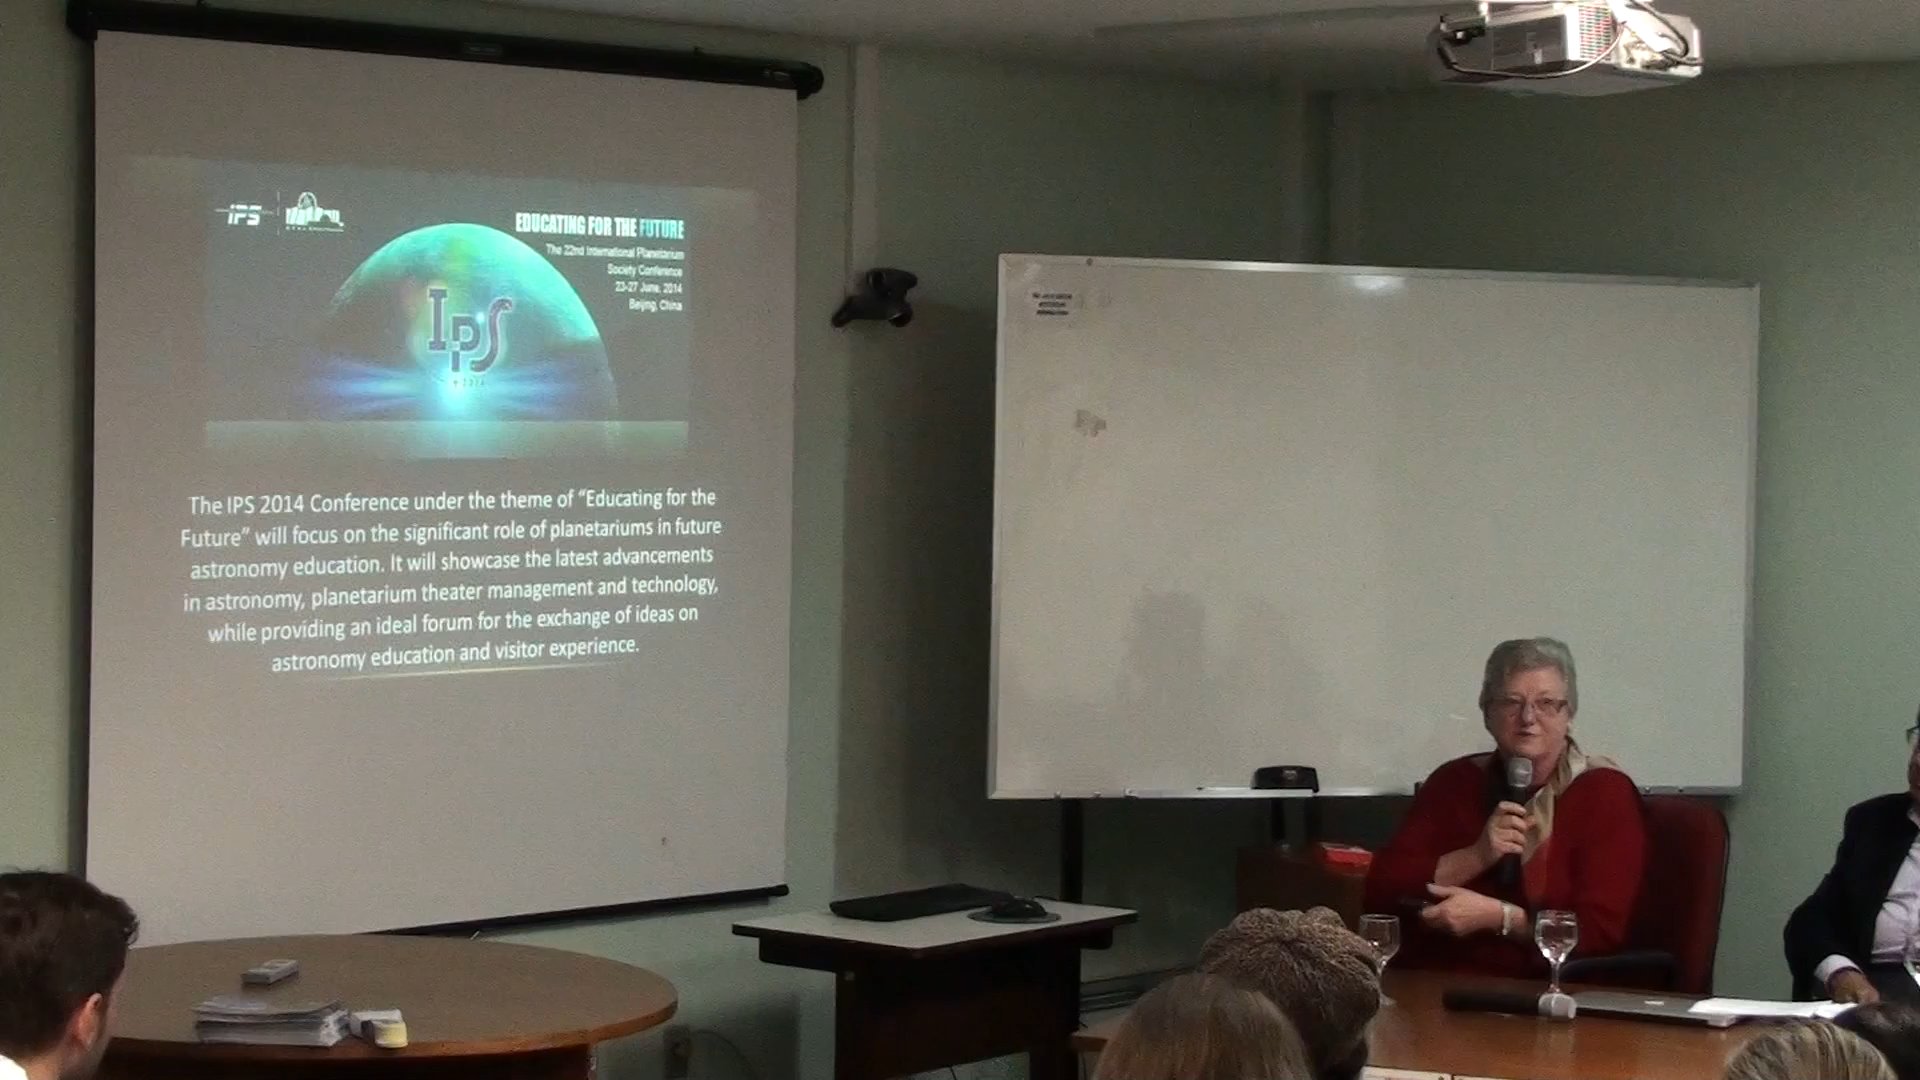 IPS
EDUCATING FOR THE FUTURE
The 22nd International Planetarium
Society Conference
23-27 June, 2014
Beijing, China
IPS
2014
The IPS 2014 Conference under the theme of “Educating for the
Future” will focus on the significant role of planetariums in future
astronomy education. It will showcase the latest advancements
in astronomy, planetarium theater management and technology,
while providing an ideal forum for the exchange of ideas on
astronomy education and visitor experience.